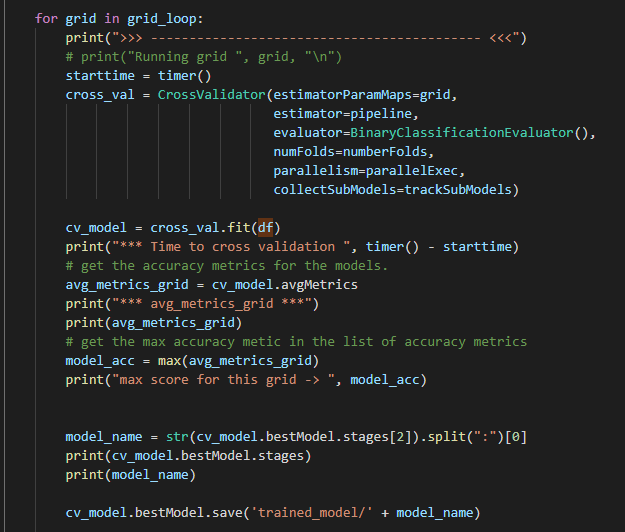 for grid in grid_loop:
    print(">>> ------------------------------------------- <<<")
    # print("Running grid ", grid, "\n")
    starttime = timer()
    cross_val = CrossValidator(estimatorParamMaps=grid,
                               estimator=pipeline,
                               evaluator=BinaryClassificationEvaluator(),
                               numFolds=numberFolds,
                               parallelism=parallelExec,
                               collectSubModels=trackSubModels)
    cv_model = cross_val.fit(df)
    print("*** Time to cross validation ", timer() - starttime)
    # get the accuracy metrics for the models.
    avg_metrics_grid = cv_model.avgMetrics
    print("*** avg_metrics_grid ***")
    print(avg_metrics_grid)
    # get the max accuracy metic in the list of accuracy metrics
    model_acc = max(avg_metrics_grid)
    print("max score for this grid -> ", model_acc)
    model_name = str(cv_model.bestModel.stages[2]).split(":")[0]
    print(cv_model.bestModel.stages)
    print(model_name)
    cv_model.bestModel.save('trained_model/' + model_name)